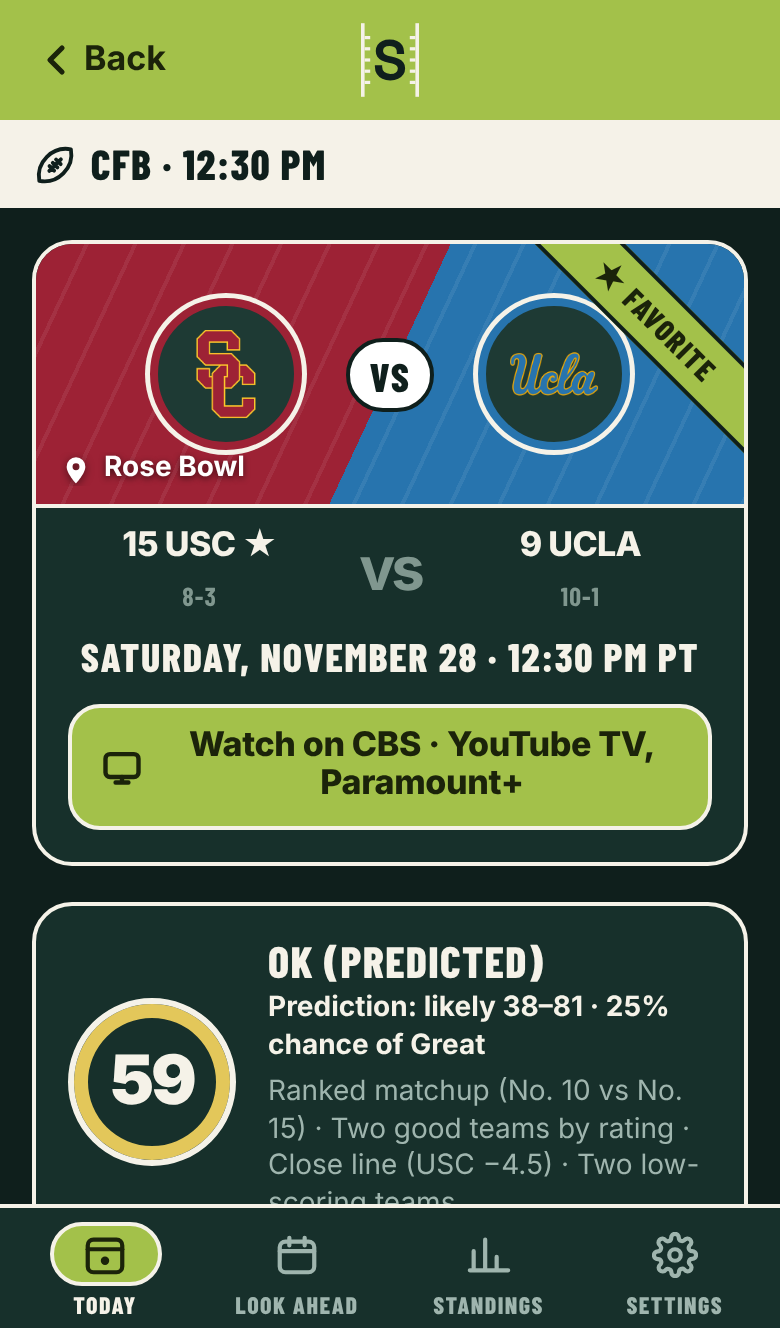 Back
S
CFB · 12:30 PM
★ FAVORITE
SC
VS
Ucla
Rose Bowl
15 USC ★
VS
9 UCLA
8-3
10-1
SATURDAY, NOVEMBER 28 · 12:30 PM PT
Watch on CBS · YouTube TV,
Paramount+
OK (PREDICTED)
Prediction: likely 38–81 · 25%
chance of Great
59
Ranked matchup (No. 10 vs No.
15) · Two good teams by rating ·
Close line (USC −4.5) · Two low-
scoring teams
TODAY
LOOK AHEAD
STANDINGS
SETTINGS